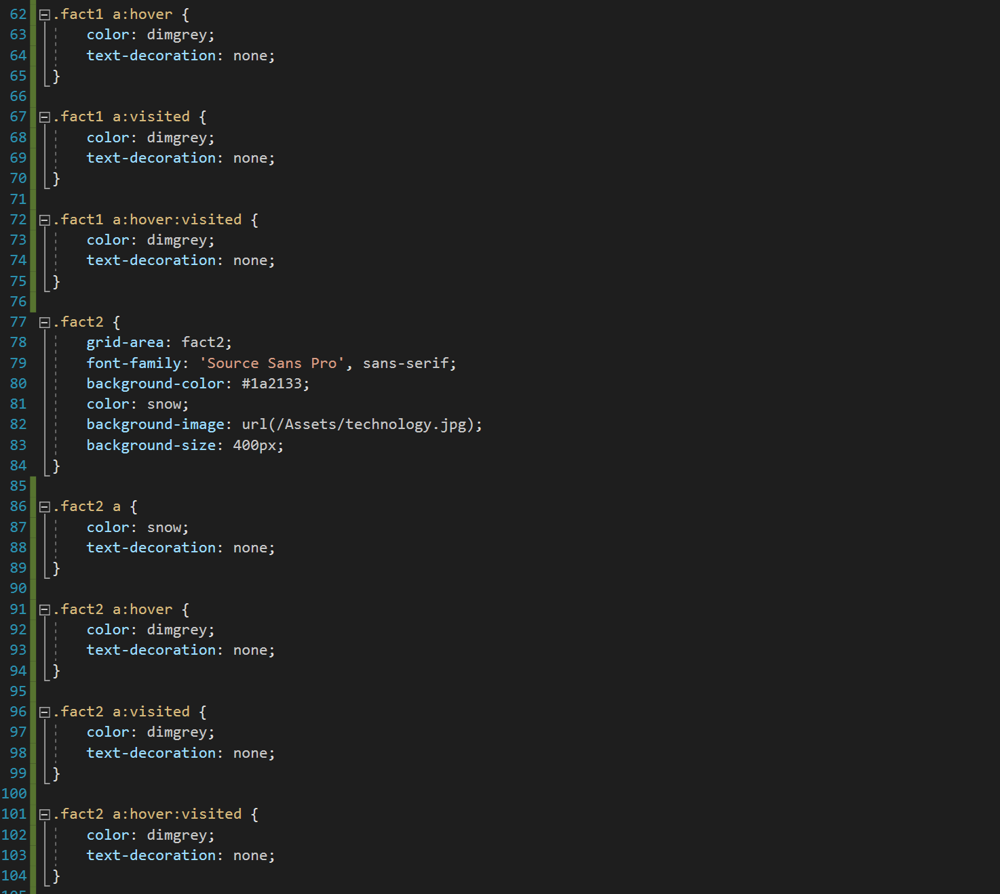 62 .fact1 a:hover {
63 color: dimgrey;
64 text-decoration: none;
65 }
66
67 .fact1 a:visited {
68 color: dimgrey;
69 text-decoration: none;
70 }
71
72 .fact1 a:hover:visited {
73 color: dimgrey;
74 text-decoration: none;
75 }
76
77 .fact2 {
78 grid-area: fact2;
79 font-family: 'Source Sans Pro', sans-serif;
80 background-color: #1a2133;
81 color: snow;
82 background-image: url(/Assets/technology.jpg);
83 background-size: 400px;
84 }
85
86 .fact2 a {
87 color: snow;
88 text-decoration: none;
89 }
90
91 .fact2 a:hover {
92 color: dimgrey;
93 text-decoration: none;
94 }
95
96 .fact2 a:visited {
97 color: dimgrey;
98 text-decoration: none;
99 }
100
101 .fact2 a:hover:visited {
102 color: dimgrey;
103 text-decoration: none;
104 }